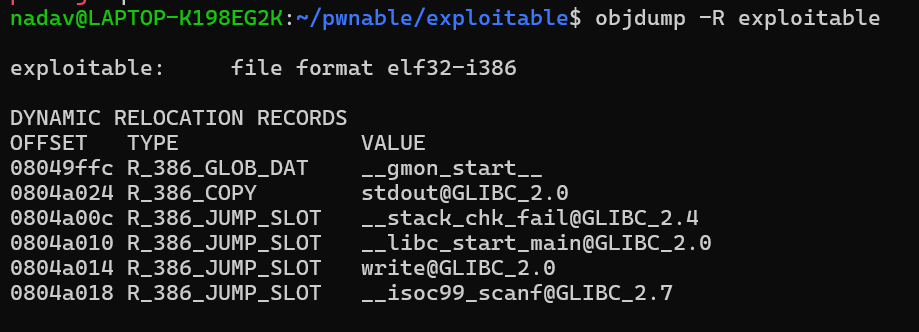 nadav@LAPTOP-K198EG2K:~/pwnable/exploitable$ objdump -R exploitable
exploitable:     file format elf32-i386
DYNAMIC RELOCATION RECORDS
OFFSET   TYPE              VALUE
08049ffc R_386_GLOB_DAT    __gmon_start__
0804a024 R_386_COPY        stdout@GLIBC_2.0
0804a00c R_386_JUMP_SLOT   __stack_chk_fail@GLIBC_2.4
0804a010 R_386_JUMP_SLOT   __libc_start_main@GLIBC_2.0
0804a014 R_386_JUMP_SLOT   write@GLIBC_2.0
0804a018 R_386_JUMP_SLOT   __isoc99_scanf@GLIBC_2.7